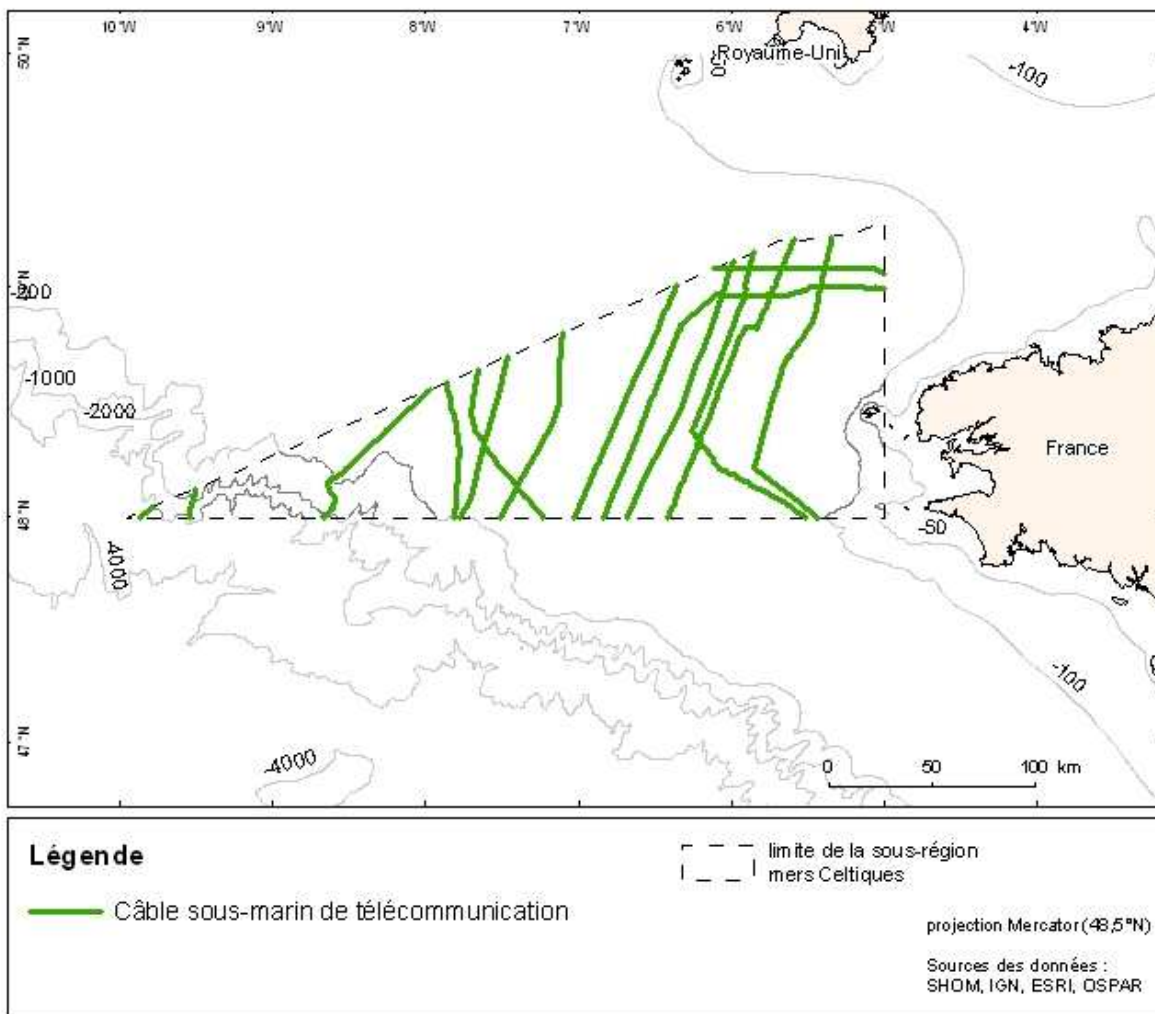 10°W 9°W 8°W 7°W 6°W 5°W 4°W
50°N
-50
Royaume-Uni
-100
-200
-1000
-2000
France
48°N
-50
4000
-100
47°N
-4000
0 50 100 km
Légende
limite de la sous-région
mers Celtiques
Câble sous-marin de télécommunication
projection Mercator (48,5°N)
Sources des données :
SHOM, IGN, ESRI, OSPAR